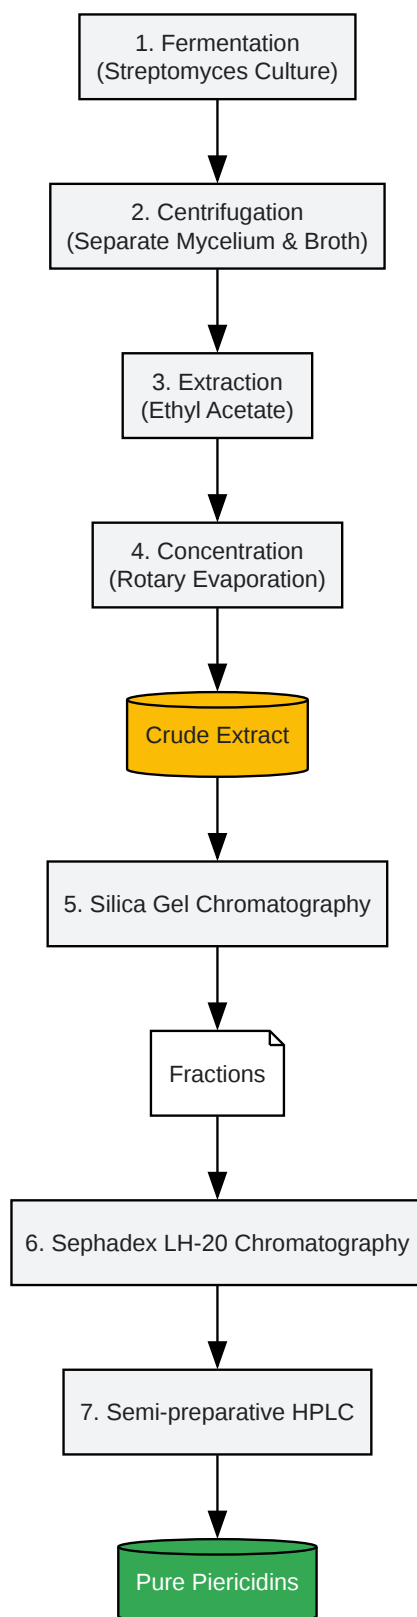 1. Fermentation
(Streptomyces Culture)
2. Centrifugation
(Separate Mycelium & Broth)
3. Extraction
(Ethyl Acetate)
4. Concentration
(Rotary Evaporation)
Crude Extract
5. Silica Gel Chromatography
Fractions
6. Sephadex LH-20 Chromatography
7. Semi-preparative HPLC
Pure Piericidins